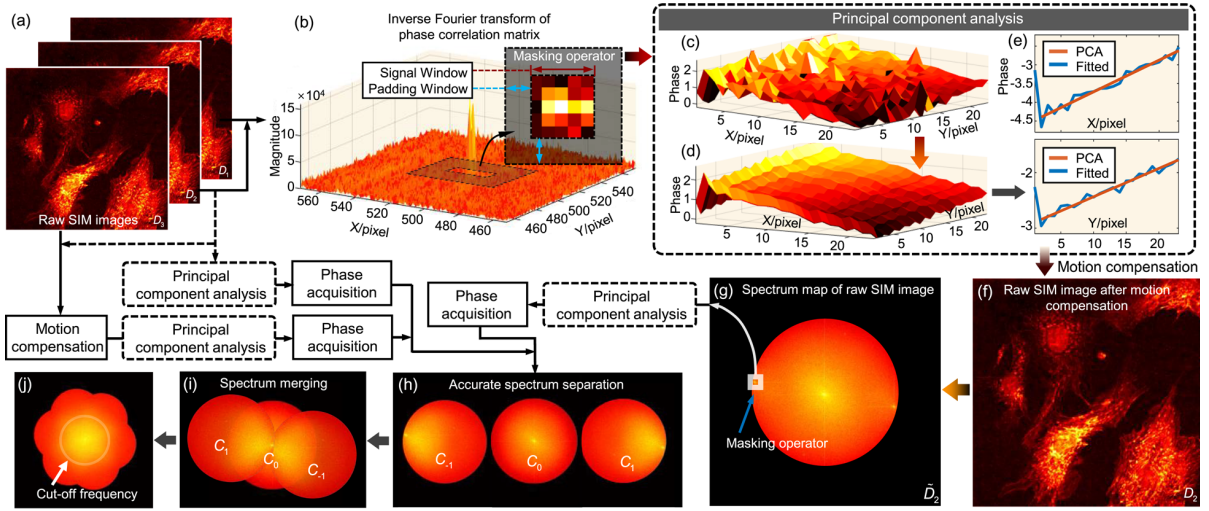 (a)
D₁
D₂
D₃
Raw SIM images
(b)
Inverse Fourier transform of
phase correlation matrix
Masking operator
Signal Window
Padding Window
×10⁴
15
10
5
0
Magnitude
560
540
520
500
480
460
X/pixel
460
480
500
520
540
Y/pixel
Principal component analysis
(c)
Phase
2
1
0
X/pixel
5
10
15
20
Y/pixel
5
10
15
20
(d)
Phase
2
1
0
X/pixel
5
10
15
20
Y/pixel
5
10
15
20
(e)
PCA
Fitted
Phase
-3
-3.5
-4.5
X/pixel
5
10
15
20
PCA
Fitted
-2
-3
Y/pixel
5
10
15
20
Motion compensation
Principal
component analysis
Phase
acquisition
Motion
compensation
Principal
component analysis
Phase
acquisition
Phase
acquisition
Principal
component analysis
(g) Spectrum map of raw SIM image
Masking operator
D̃₂
(f) Raw SIM image after motion
compensation
D₂
(j)
Cut-off frequency
(i) Spectrum merging
C₁
C₀
C₋₁
(h) Accurate spectrum separation
C₋₁
C₀
C₁